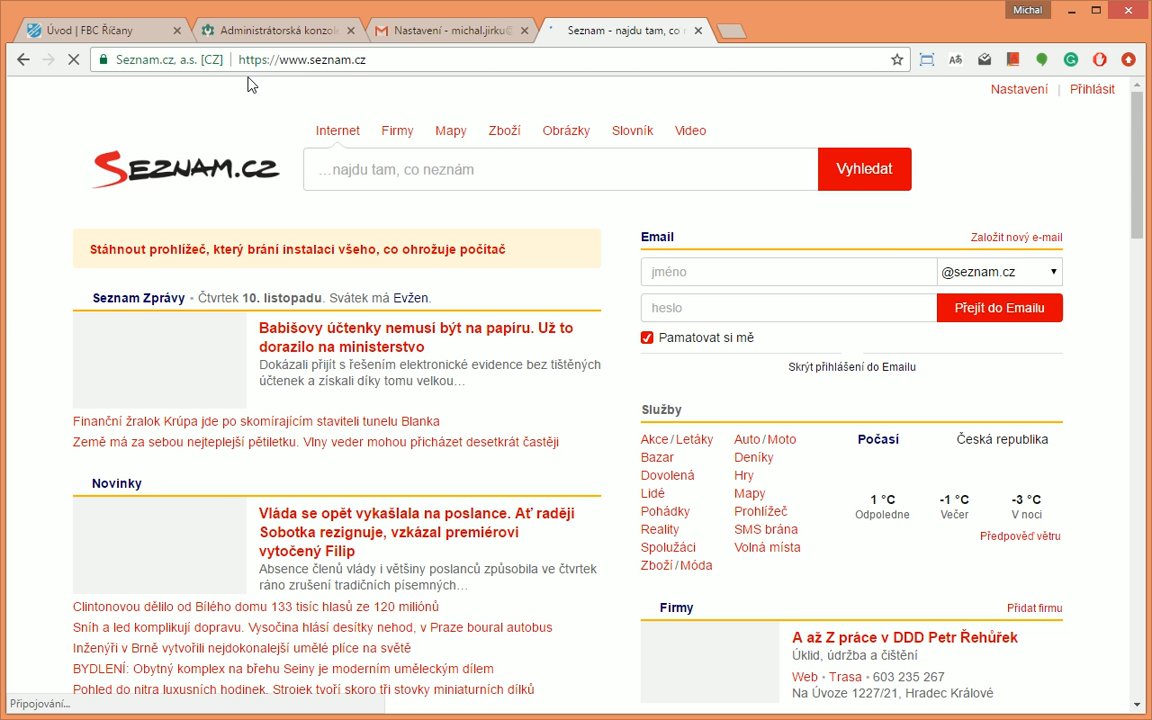 Michal
Úvod | FBC Říčany
Administrátorská konzole
Nastavení - michal.jirku@
Seznam - najdu tam, co
Seznam.cz, a.s. [CZ] | https://www.seznam.cz
Nastavení | Přihlásit
Internet Firmy Mapy Zboží Obrázky Slovník Video
SEZNAM.CZ
...najdu tam, co neznám
Vyhledat
Stáhnout prohlížeč, který brání instalaci všeho, co ohrožuje počítač
Seznam Zprávy - Čtvrtek 10. listopadu. Svátek má Evžen.
Babišovy účtenky nemusí být na papíru. Už to
dorazilo na ministerstvo
Dokázali přijít s řešením elektronické evidence bez tištěných
účtenek a získali díky tomu velkou...
Finanční žralok Krúpa jde po skomírajícím staviteli tunelu Blanka
Země má za sebou nejteplejší pětiletku. Vlny veder mohou přicházet desetkrát častěji
Novinky
Vláda se opět vykašlala na poslance. Ať raději
Sobotka rezignuje, vzkázal premiérovi
vytočený Filip
Absence členů vlády i většiny poslanců způsobila ve čtvrtek
ráno zrušení tradičních písemných...
Clintonovou dělilo od Bílého domu 133 tisíc hlasů ze 120 miliónů
Sníh a led komplikují dopravu. Vysočina hlásí desítky nehod, v Praze boural autobus
Inženýři v Brně vytvořili nejdokonalejší umělé plíce na světě
BYDLENÍ: Obytný komplex na břehu Seiny je moderním uměleckým dílem
Pohled do nitra luxusních hodinek. Strojek tvoří skoro tři stovky miniaturních dílků
Email
Založit nový e-mail
jméno
@seznam.cz
heslo
Přejít do Emailu
Pamatovat si mě
Skrýt přihlášení do Emailu
Služby
Akce / Letáky
Bazar
Dovolená
Lidé
Pohádky
Reality
Spolužáci
Zboží / Móda
Auto / Moto
Deníky
Hry
Mapy
Prohlížeč
SMS brána
Volná místa
Počasí
Česká republika
1 °C -1 °C -3 °C
Odpoledne Večer V noci
Předpověď větru
Firmy
Přidat firmu
A až Z práce v DDD Petr Řehůřek
Úklid, údržba a čištění
Web - Trasa - 603 235 267
Na Úvoze 1227/21, Hradec Králové
Připojování...